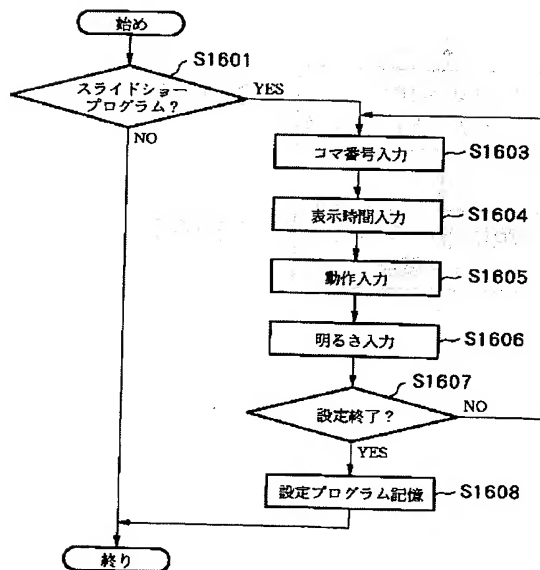 始め
S1601
スライドショー
プログラム?
YES
NO
コマ番号入力
S1603
表示時間入力
S1604
動作入力
S1605
明るさ入力
S1606
S1607
設定終了?
NO
YES
設定プログラム記憶
S1608
終り